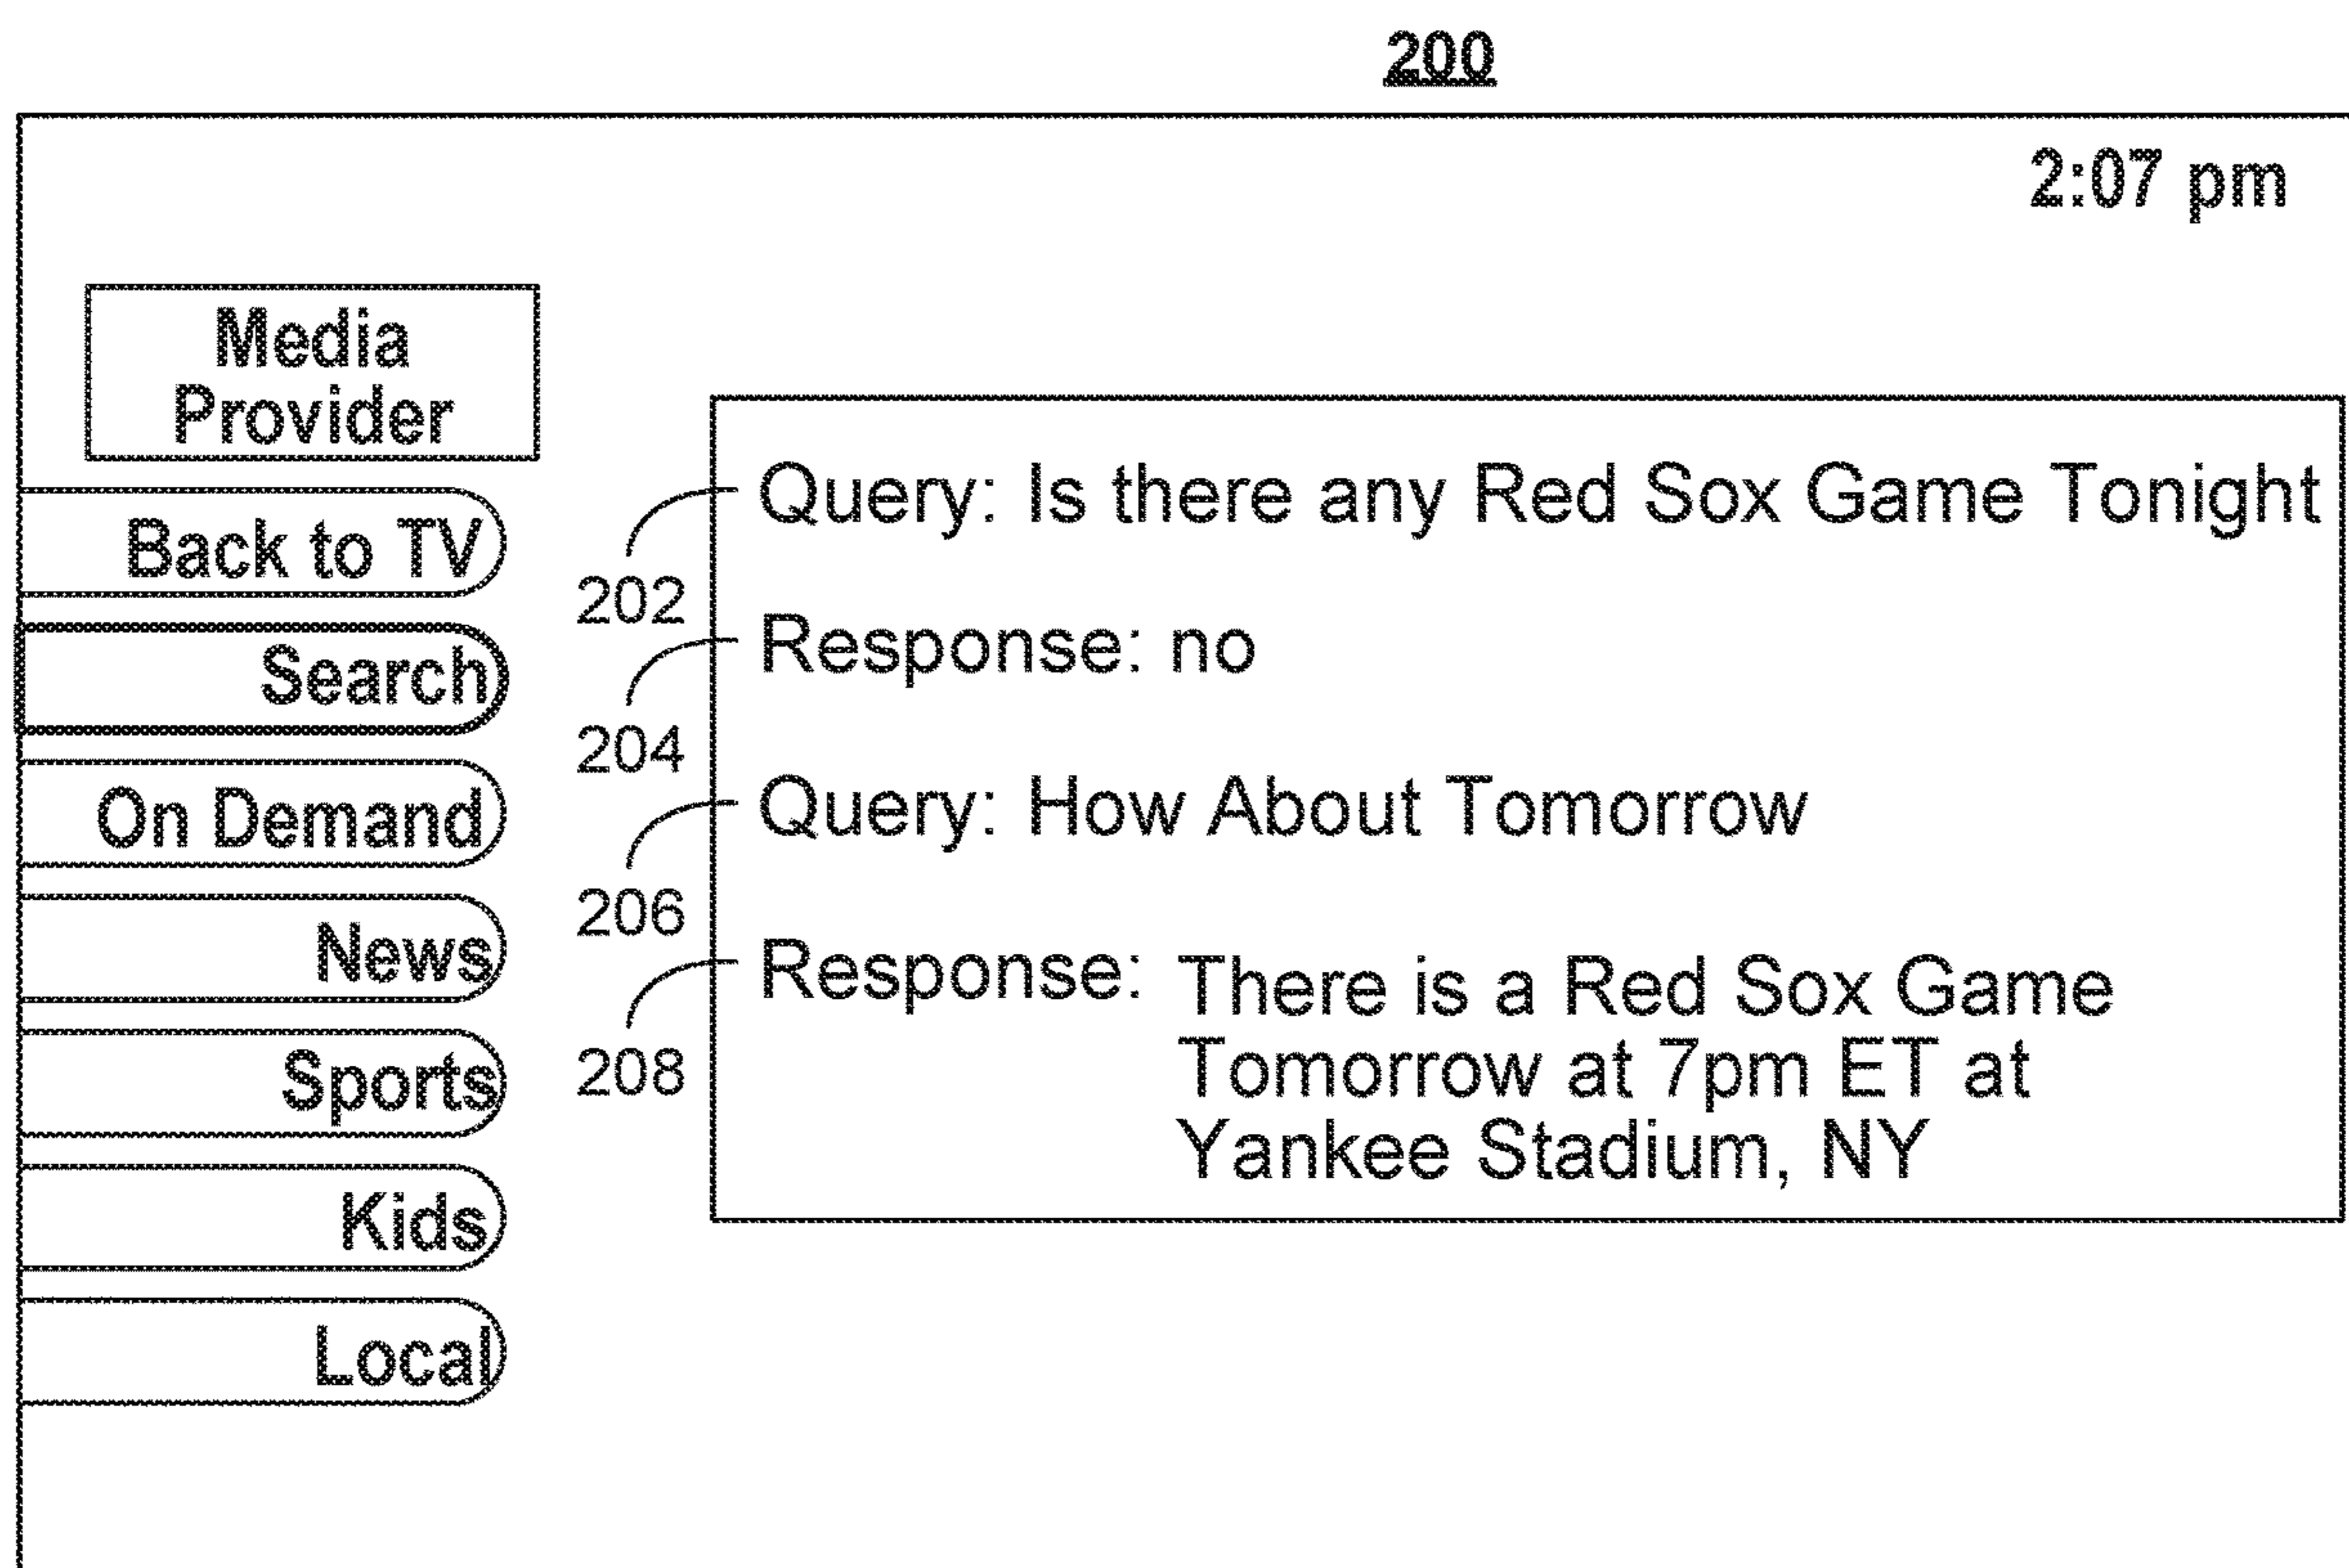 200
2:07 pm
Media
Provider
Back to TV
Search
On Demand
News
Sports
Kids
Local
202
Query: Is there any Red Sox Game Tonight
204
Response: no
206
Query: How About Tomorrow
208
Response: There is a Red Sox Game
Tomorrow at 7pm ET at
Yankee Stadium, NY